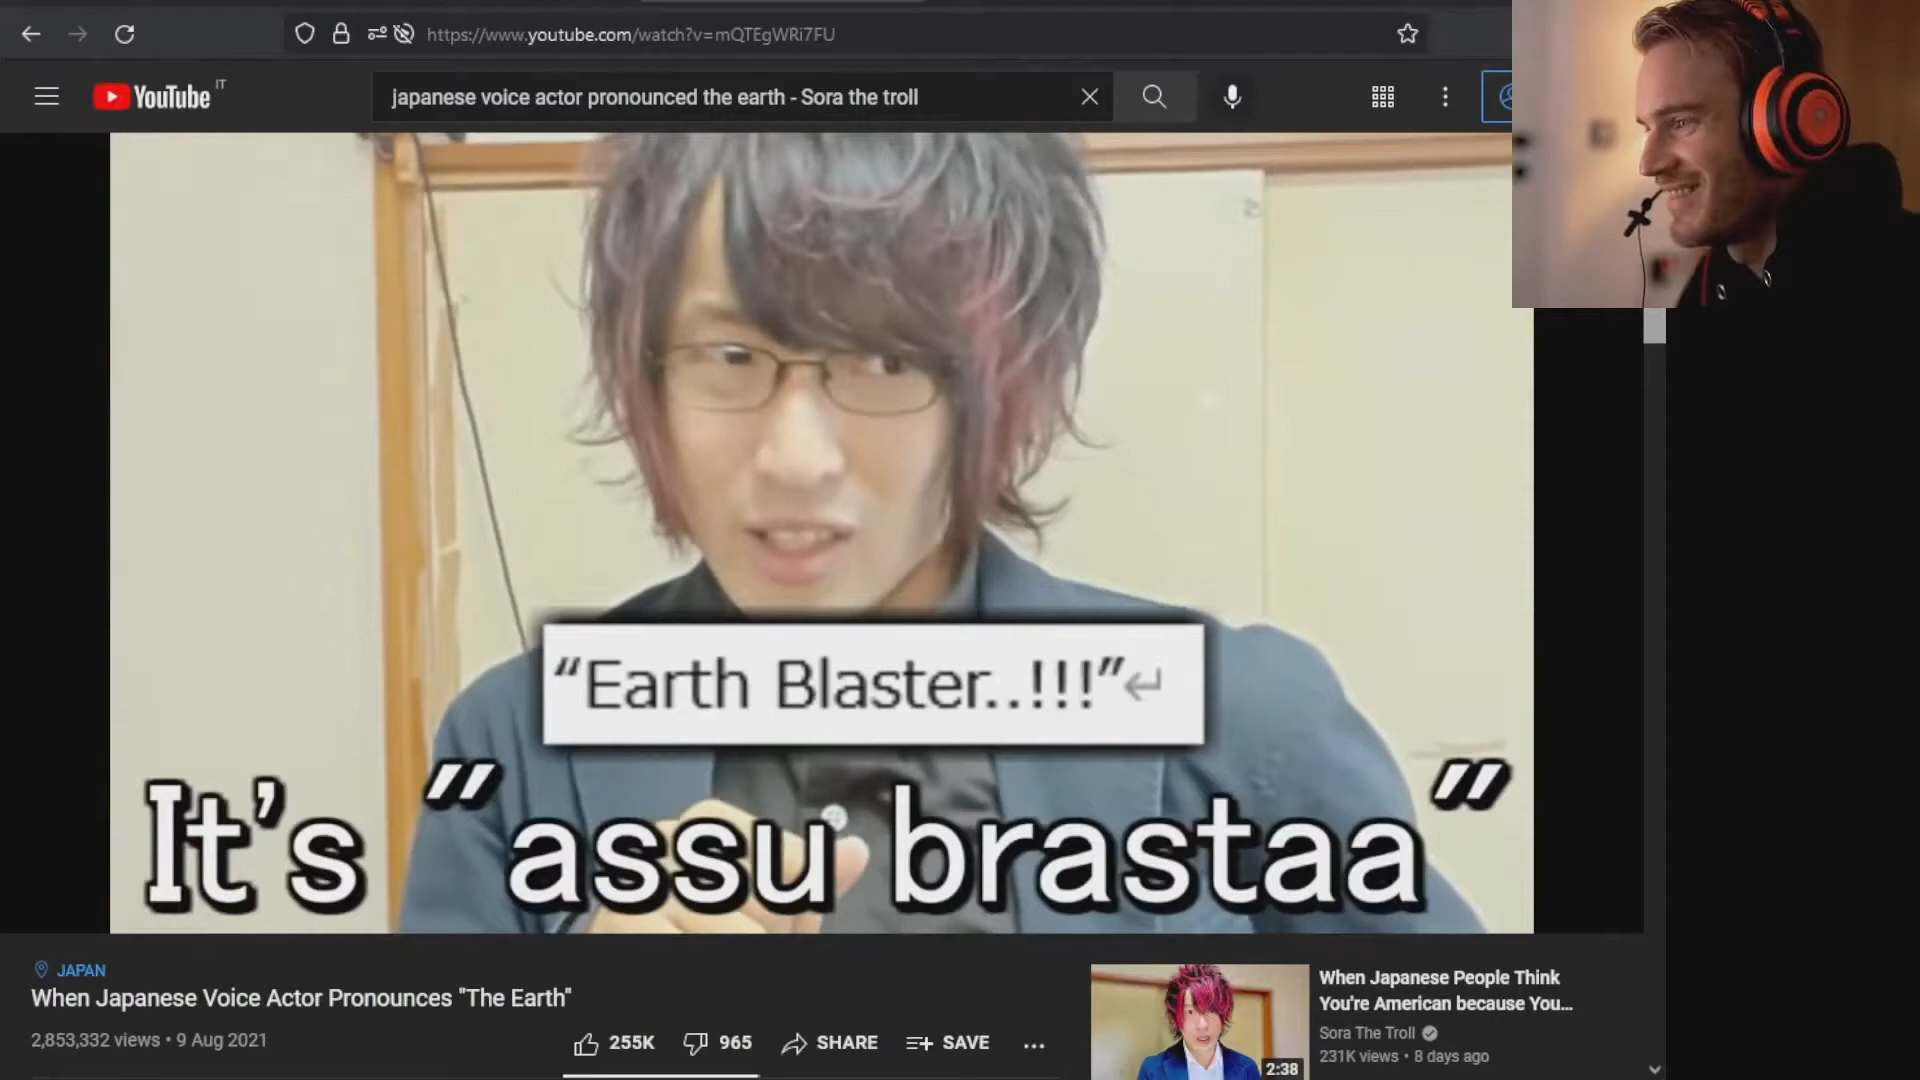 https://www.youtube.com/watch?v=mQTEgWRi7FU
YouTube IT
japanese voice actor pronounced the earth - Sora the troll
“Earth Blaster..!!!”↵
It's "assu brastaa"
JAPAN
When Japanese Voice Actor Pronounces "The Earth"
2,853,332 views • 9 Aug 2021
255K
965
SHARE
SAVE
2:38
When Japanese People Think
You're American because You...
Sora The Troll
231K views • 8 days ago